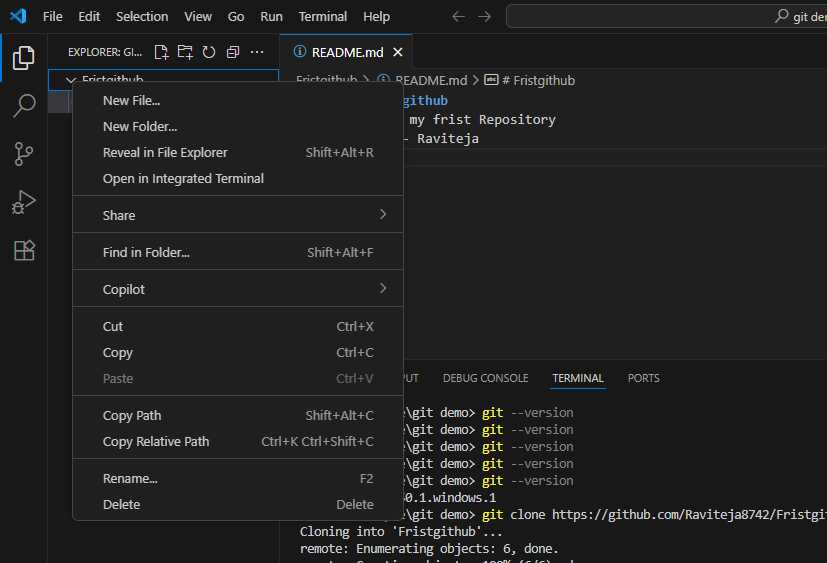 File Edit Selection View Go Run Terminal Help
git dem
EXPLORER: GI...
README.md
Fristgithub
Fristgithub > README.md > # Fristgithub
github
my frist Repository
- Raviteja
New File...
New Folder...
Reveal in File Explorer Shift+Alt+R
Open in Integrated Terminal
Share
Find in Folder... Shift+Alt+F
Copilot
Cut Ctrl+X
Copy Ctrl+C
Paste Ctrl+V
Copy Path Shift+Alt+C
Copy Relative Path Ctrl+K Ctrl+Shift+C
Rename... F2
Delete Delete
PUT DEBUG CONSOLE TERMINAL PORTS
e\git demo> git --version
e\git demo> git --version
e\git demo> git --version
e\git demo> git --version
e\git demo> git --version
0.1.windows.1
e\git demo> git clone https://github.com/Raviteja8742/Fristgit
Cloning into 'Fristgithub'...
remote: Enumerating objects: 6, done.